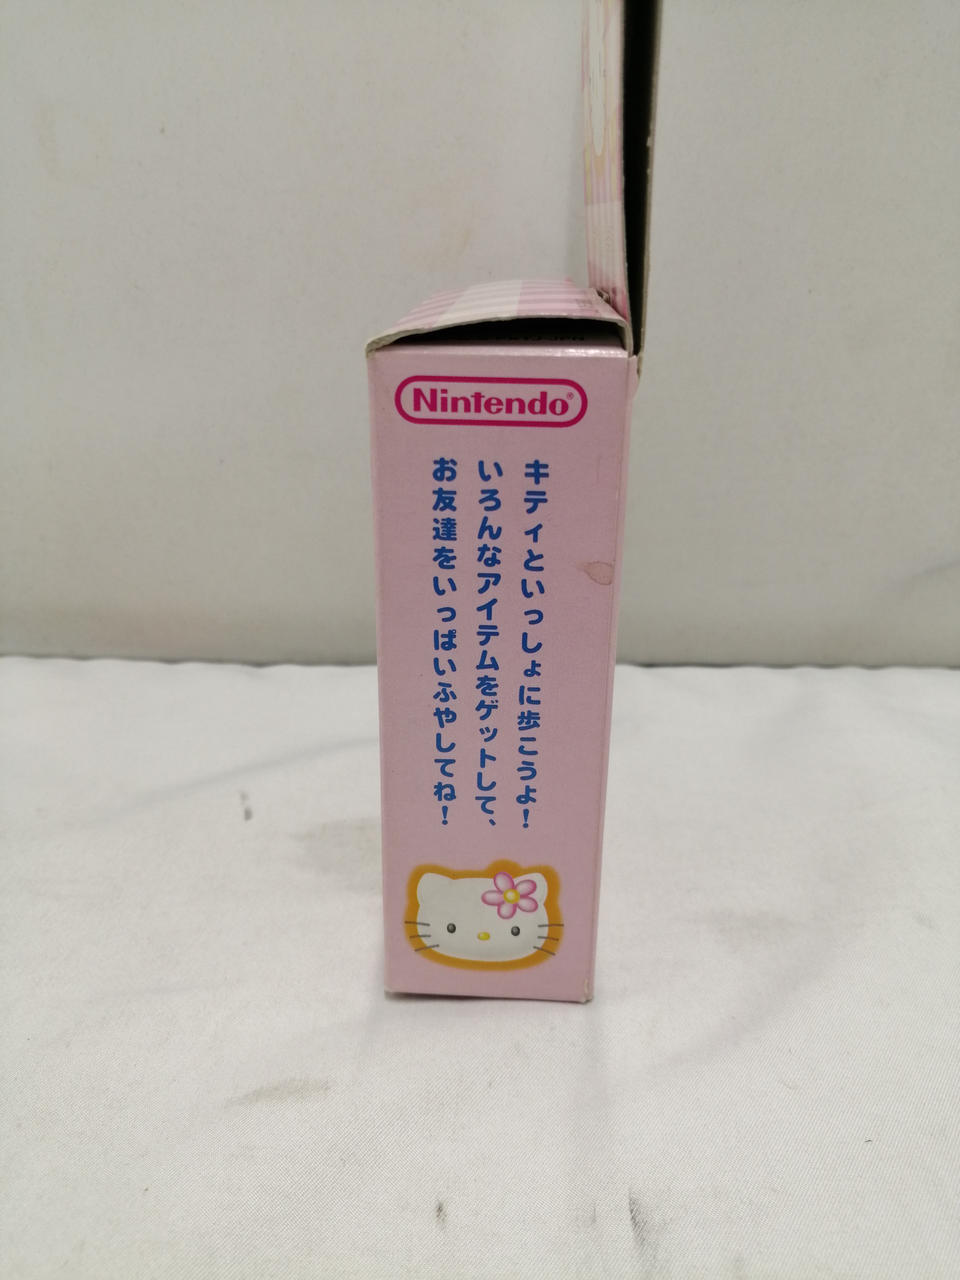 Nintendo®
キティといっしょに歩こうよ！
いろんなアイテムをゲットして、
お友達をいっぱいふやしてね！